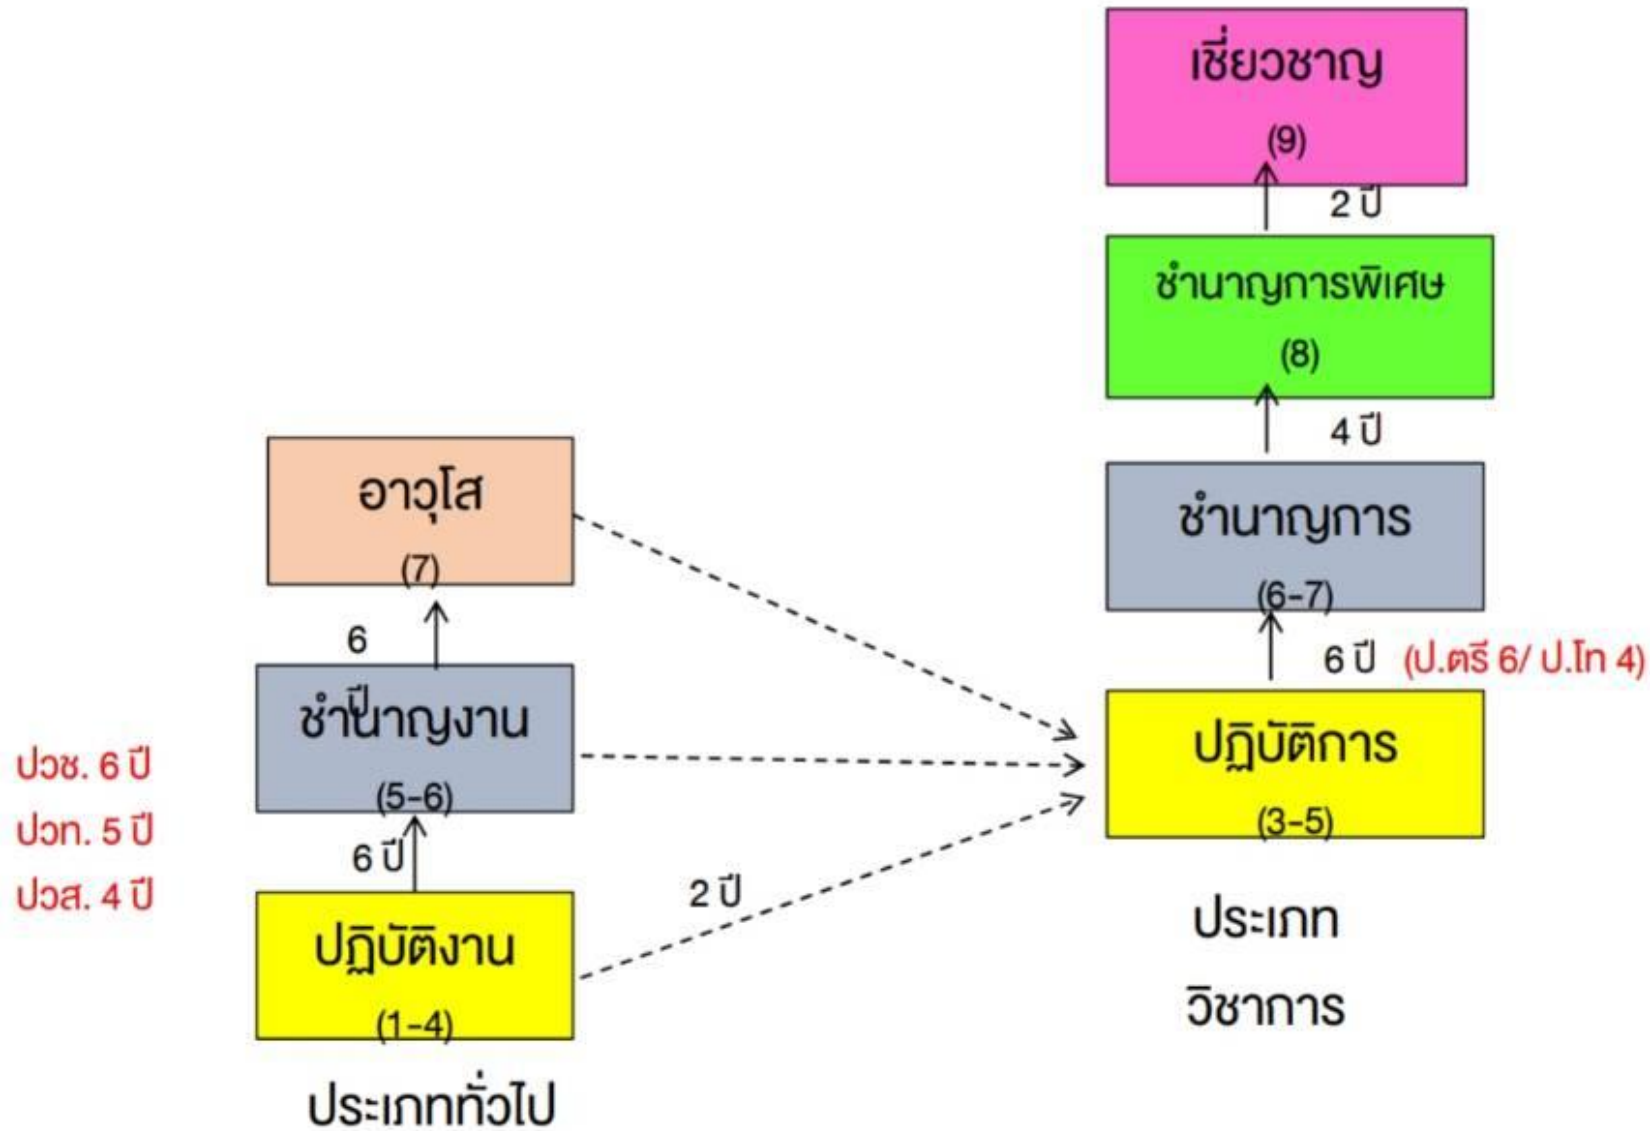 เชี่ยวชาญ
(9)
2 ปี
ชำนาญการพิเศษ
(8)
4 ปี
ชำนาญการ
(6-7)
6 ปี (ป.ตรี 6/ ป.โท 4)
ปฏิบัติการ
(3-5)
ประเภท
วิชาการ
อาวุโส
(7)
6
ปี
ชำนาญงาน
(5-6)
6 ปี
ปวช. 6 ปี
ปวท. 5 ปี
ปวส. 4 ปี
ปฏิบัติงาน
(1-4)
2 ปี
ประเภททั่วไป